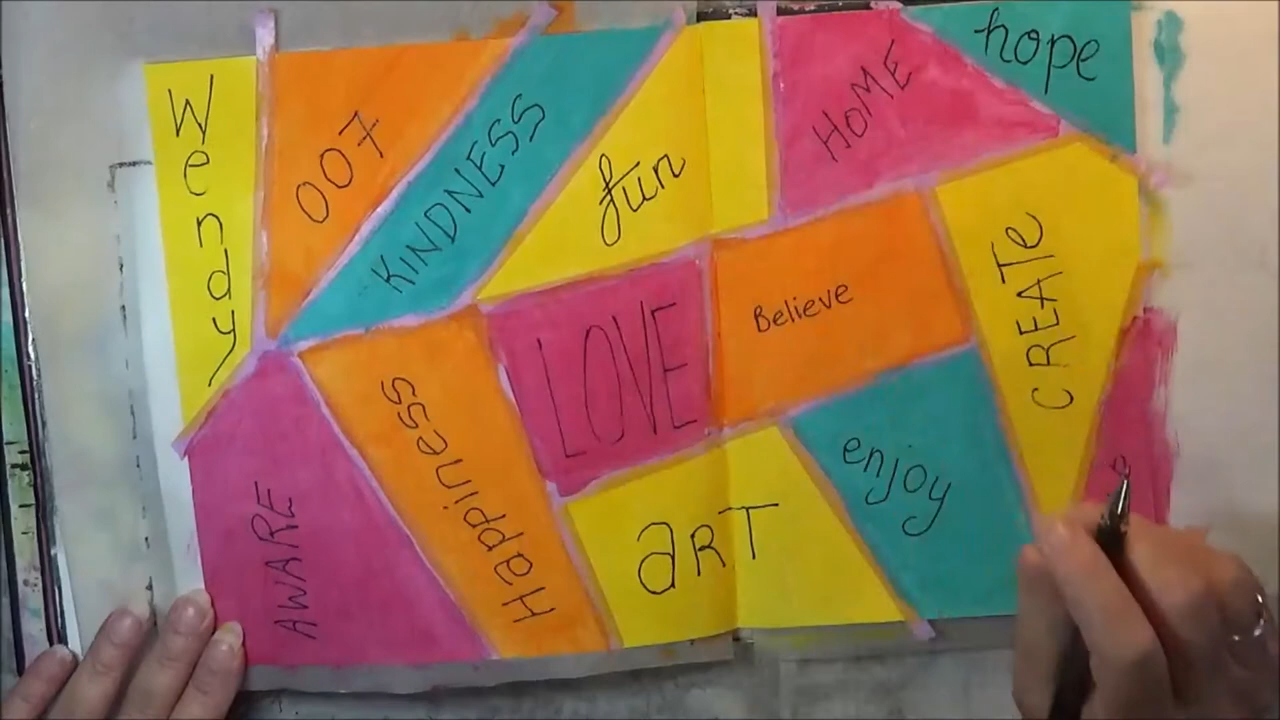 Wendy
007
KINDNESS
fun
HOME
hope
AWARE
Happiness
LOVE
Believe
CREATe
aRT
enjoy